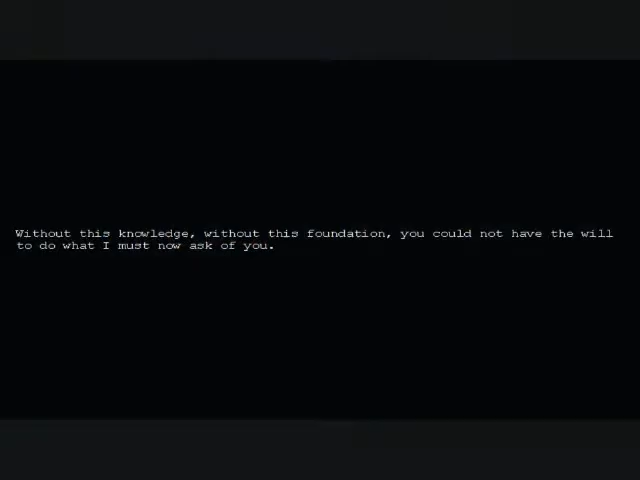 Without this knowledge, without this foundation, you could not have the will
to do what I must now ask of you.